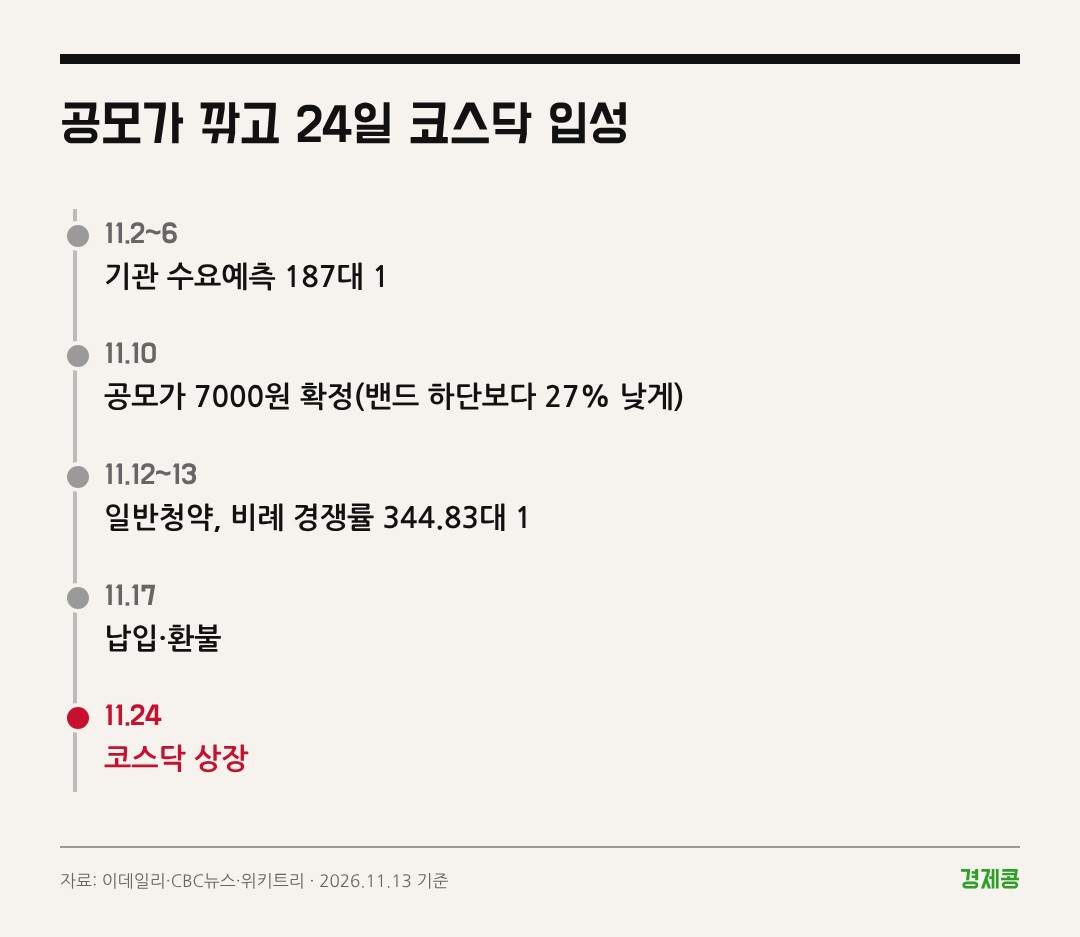 공모가 깎고 24일 코스닥 입성
11.2~6
기관 수요예측 187대 1
11.10
공모가 7000원 확정(밴드 하단보다 27% 낮게)
11.12~13
일반청약, 비례 경쟁률 344.83대 1
11.17
납입·환불
11.24
코스닥 상장
자료: 이데일리·CBC뉴스·위키트리 · 2026.11.13 기준
경제콩